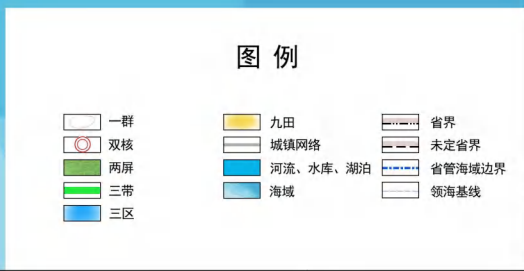 图例
一群
双核
两屏
三带
三区
九田
城镇网络
河流、水库、湖泊
海域
省界
未定省界
省管海域边界
领海基线